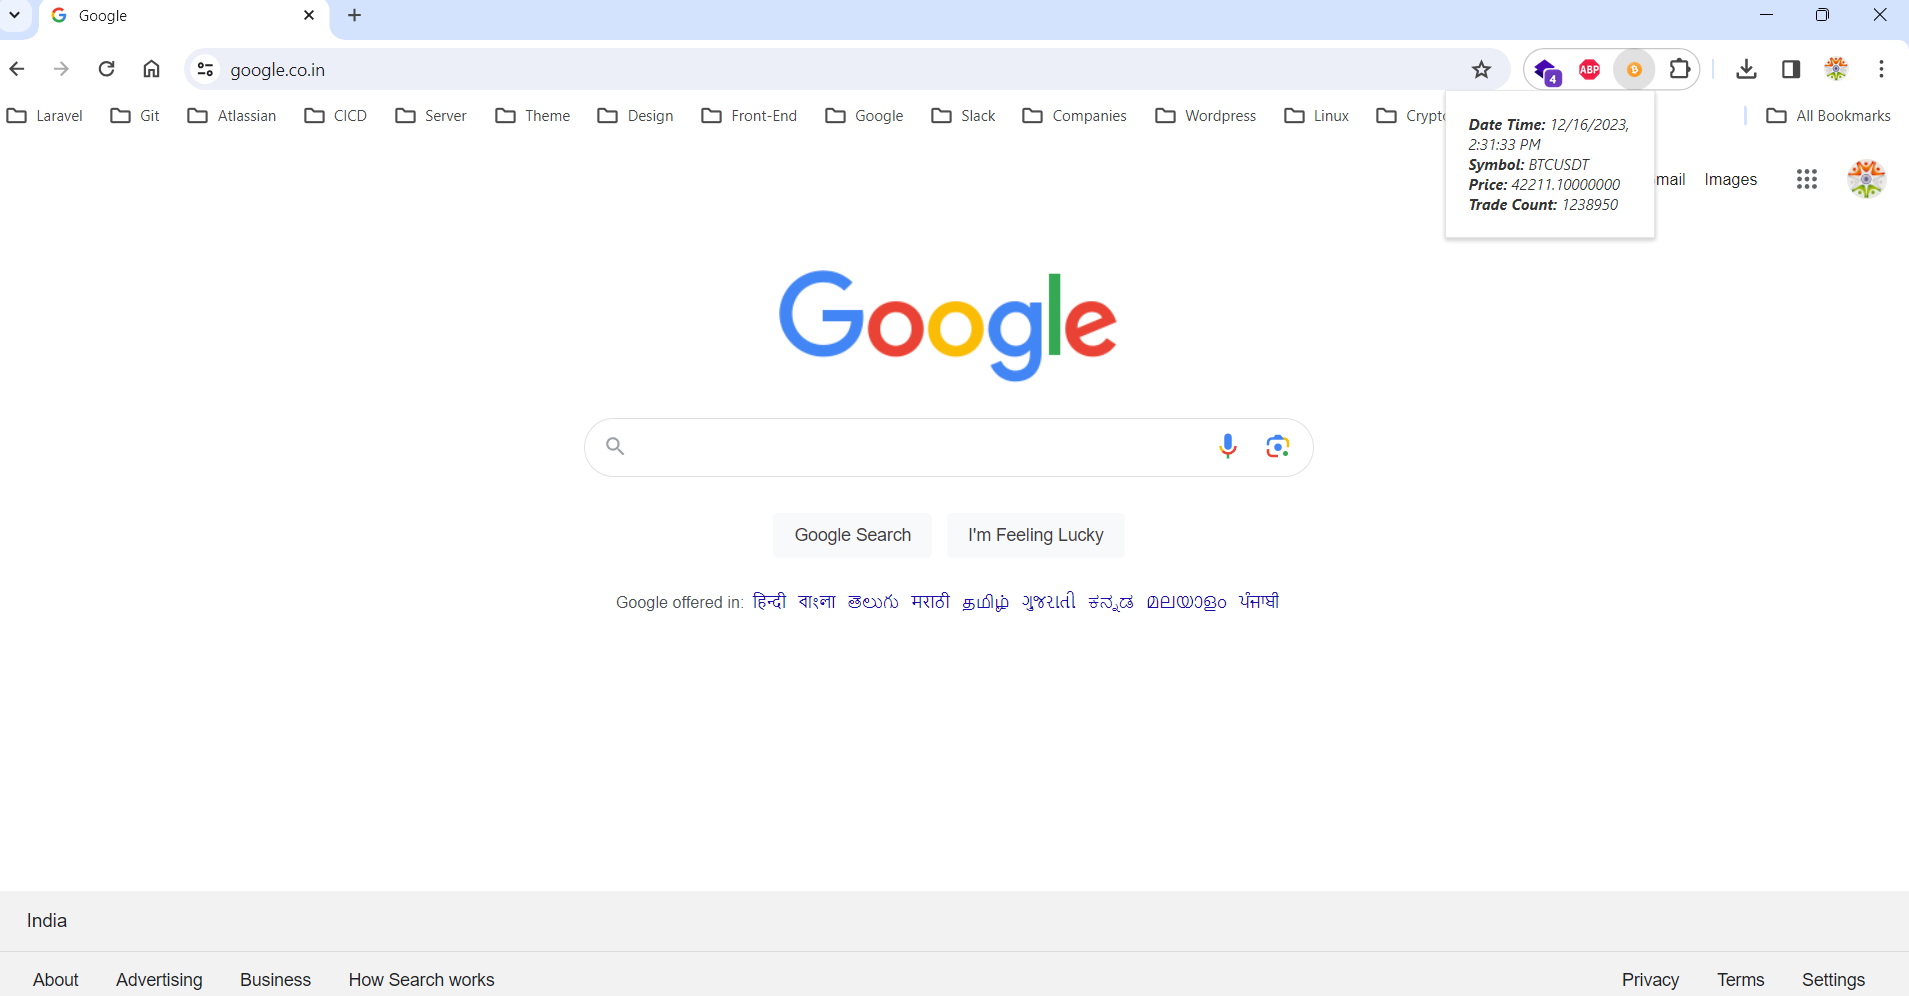 Google
google.co.in
4
ABP
Laravel Git Atlassian CICD Server Theme Design Front-End Google Slack Companies Wordpress Linux All Bookmarks
Date Time: 12/16/2023,
2:31:33 PM
Symbol: BTCUSDT
Price: 42211.10000000
Trade Count: 1238950
mail Images
Google
Google Search I'm Feeling Lucky
Google offered in: हिन्दी বাংলা తెలుగు मराठी தமிழ் ગુજરાતી ಕನ್ನಡ മലയാളം ਪੰਜਾਬੀ
India
About Advertising Business How Search works Privacy Terms Settings